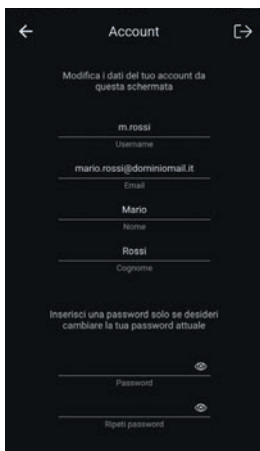 Account
Modifica i dati del tuo account da
questa schermata
m.rossi
Username
mario.rossi@dominiomail.it
Email
Mario
Nome
Rossi
Cognome
Inserisci una password solo se desideri
cambiare la tua password attuale
Password
Ripeti password